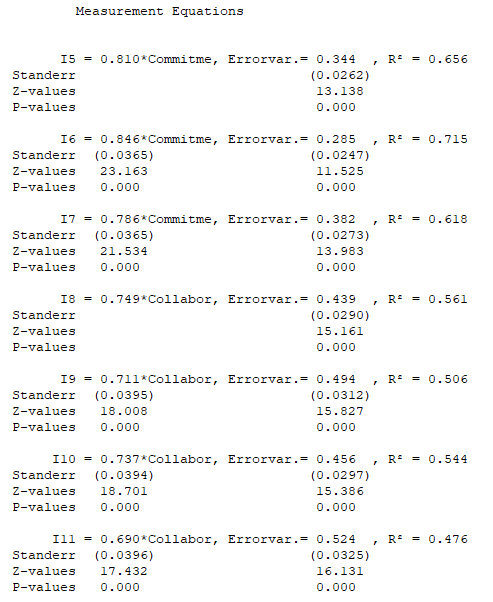 Measurement Equations
I5 = 0.810*Commitme, Errorvar.= 0.344  , R² = 0.656
Standerr                             (0.0262)
Z-values                              13.138
P-values                              0.000
I6 = 0.846*Commitme, Errorvar.= 0.285  , R² = 0.715
Standerr  (0.0365)                   (0.0247)
Z-values   23.163                     11.525
P-values   0.000                      0.000
I7 = 0.786*Commitme, Errorvar.= 0.382  , R² = 0.618
Standerr  (0.0365)                   (0.0273)
Z-values   21.534                     13.983
P-values   0.000                      0.000
I8 = 0.749*Collabor, Errorvar.= 0.439  , R² = 0.561
Standerr                             (0.0290)
Z-values                              15.161
P-values                              0.000
I9 = 0.711*Collabor, Errorvar.= 0.494  , R² = 0.506
Standerr  (0.0395)                   (0.0312)
Z-values   18.008                     15.827
P-values   0.000                      0.000
I10 = 0.737*Collabor, Errorvar.= 0.456  , R² = 0.544
Standerr  (0.0394)                   (0.0297)
Z-values   18.701                     15.386
P-values   0.000                      0.000
I11 = 0.690*Collabor, Errorvar.= 0.524  , R² = 0.476
Standerr  (0.0396)                   (0.0325)
Z-values   17.432                     16.131
P-values   0.000                      0.000